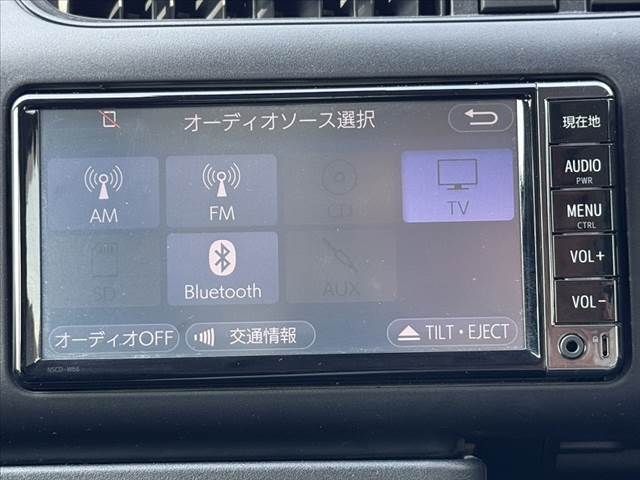 オーディオソース選択
AM
FM
CD
TV
SD
Bluetooth
AUX
オーディオOFF
交通情報
TILT・EJECT
現在地
AUDIO
PWR
MENU
CTRL
VOL+
VOL-
NSCD-W66